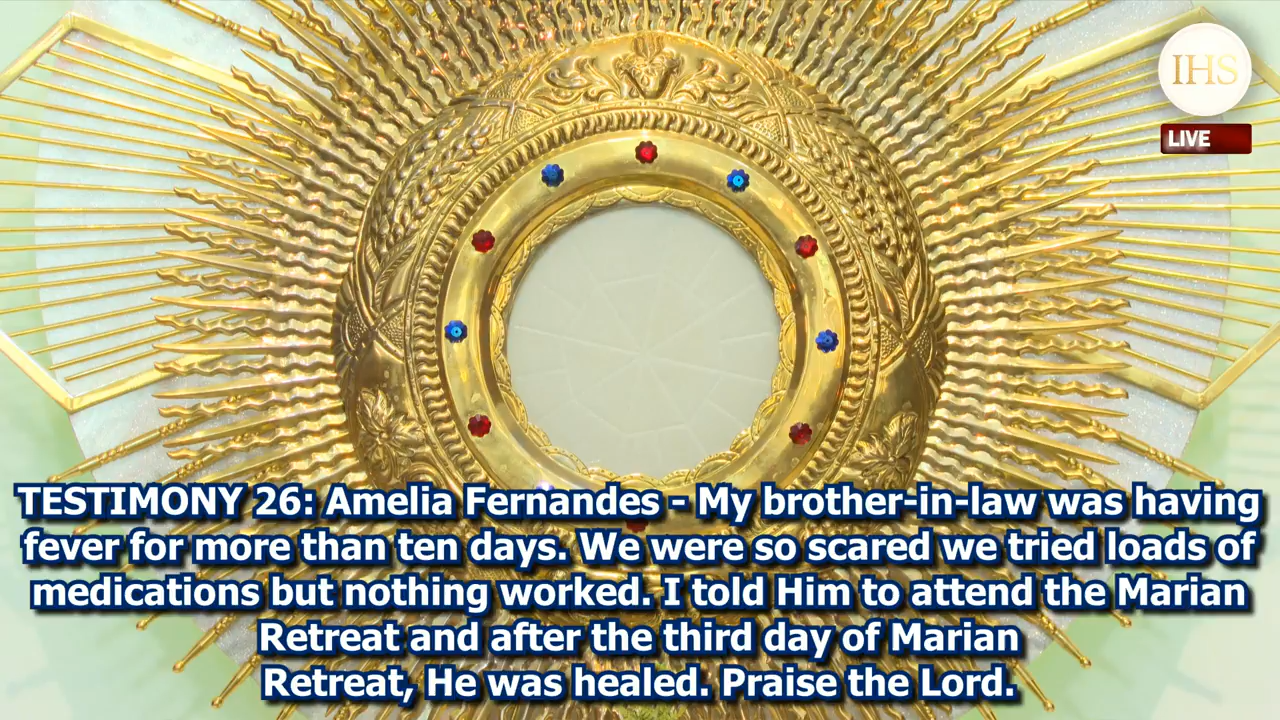 IHS
LIVE
TESTIMONY 26: Amelia Fernandes - My brother-in-law was having
fever for more than ten days. We were so scared we tried loads of
medications but nothing worked. I told Him to attend the Marian
Retreat and after the third day of Marian
Retreat, He was healed. Praise the Lord.